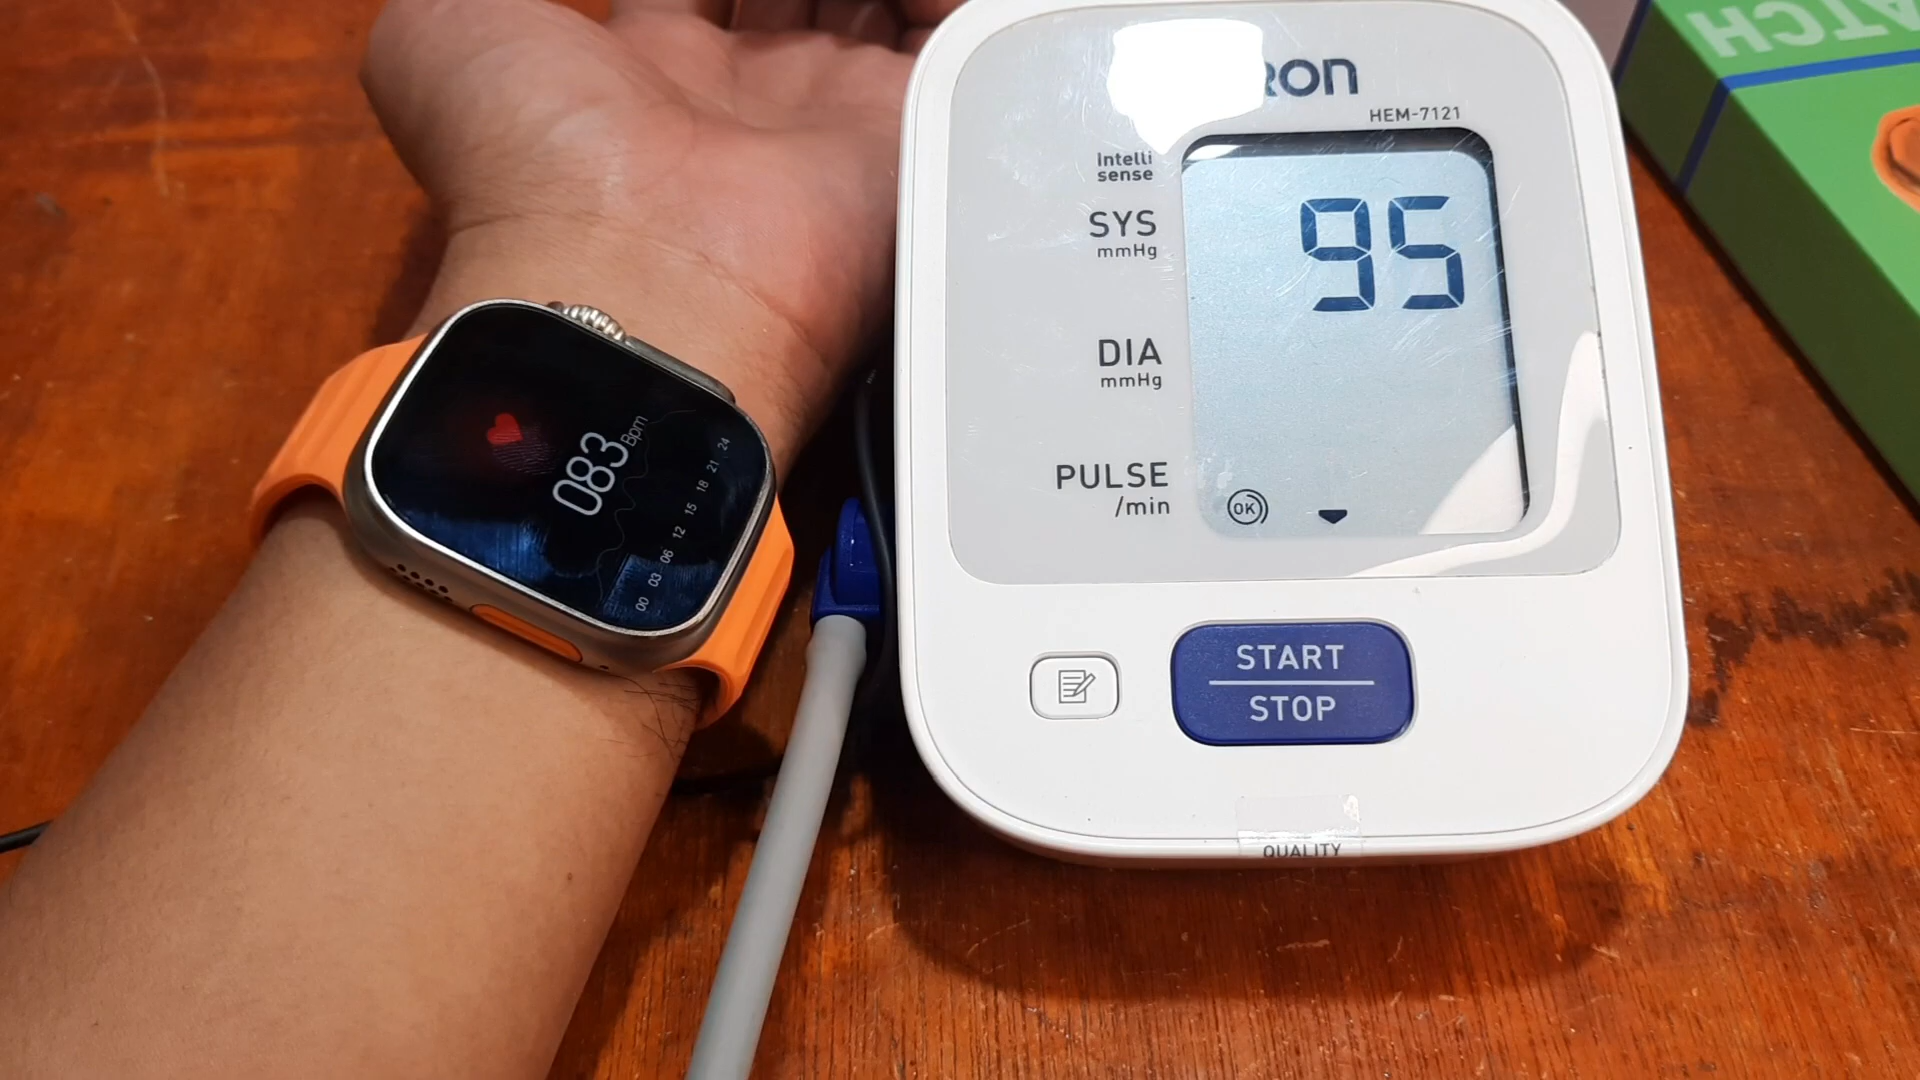 083 Bpm
00 03 06 12 15 18 21 24
RON
HEM-7121
intelli
sense
SYS
mmHg
95
DIA
mmHg
PULSE
/min
OK
START
STOP
QUALITY
ATCH